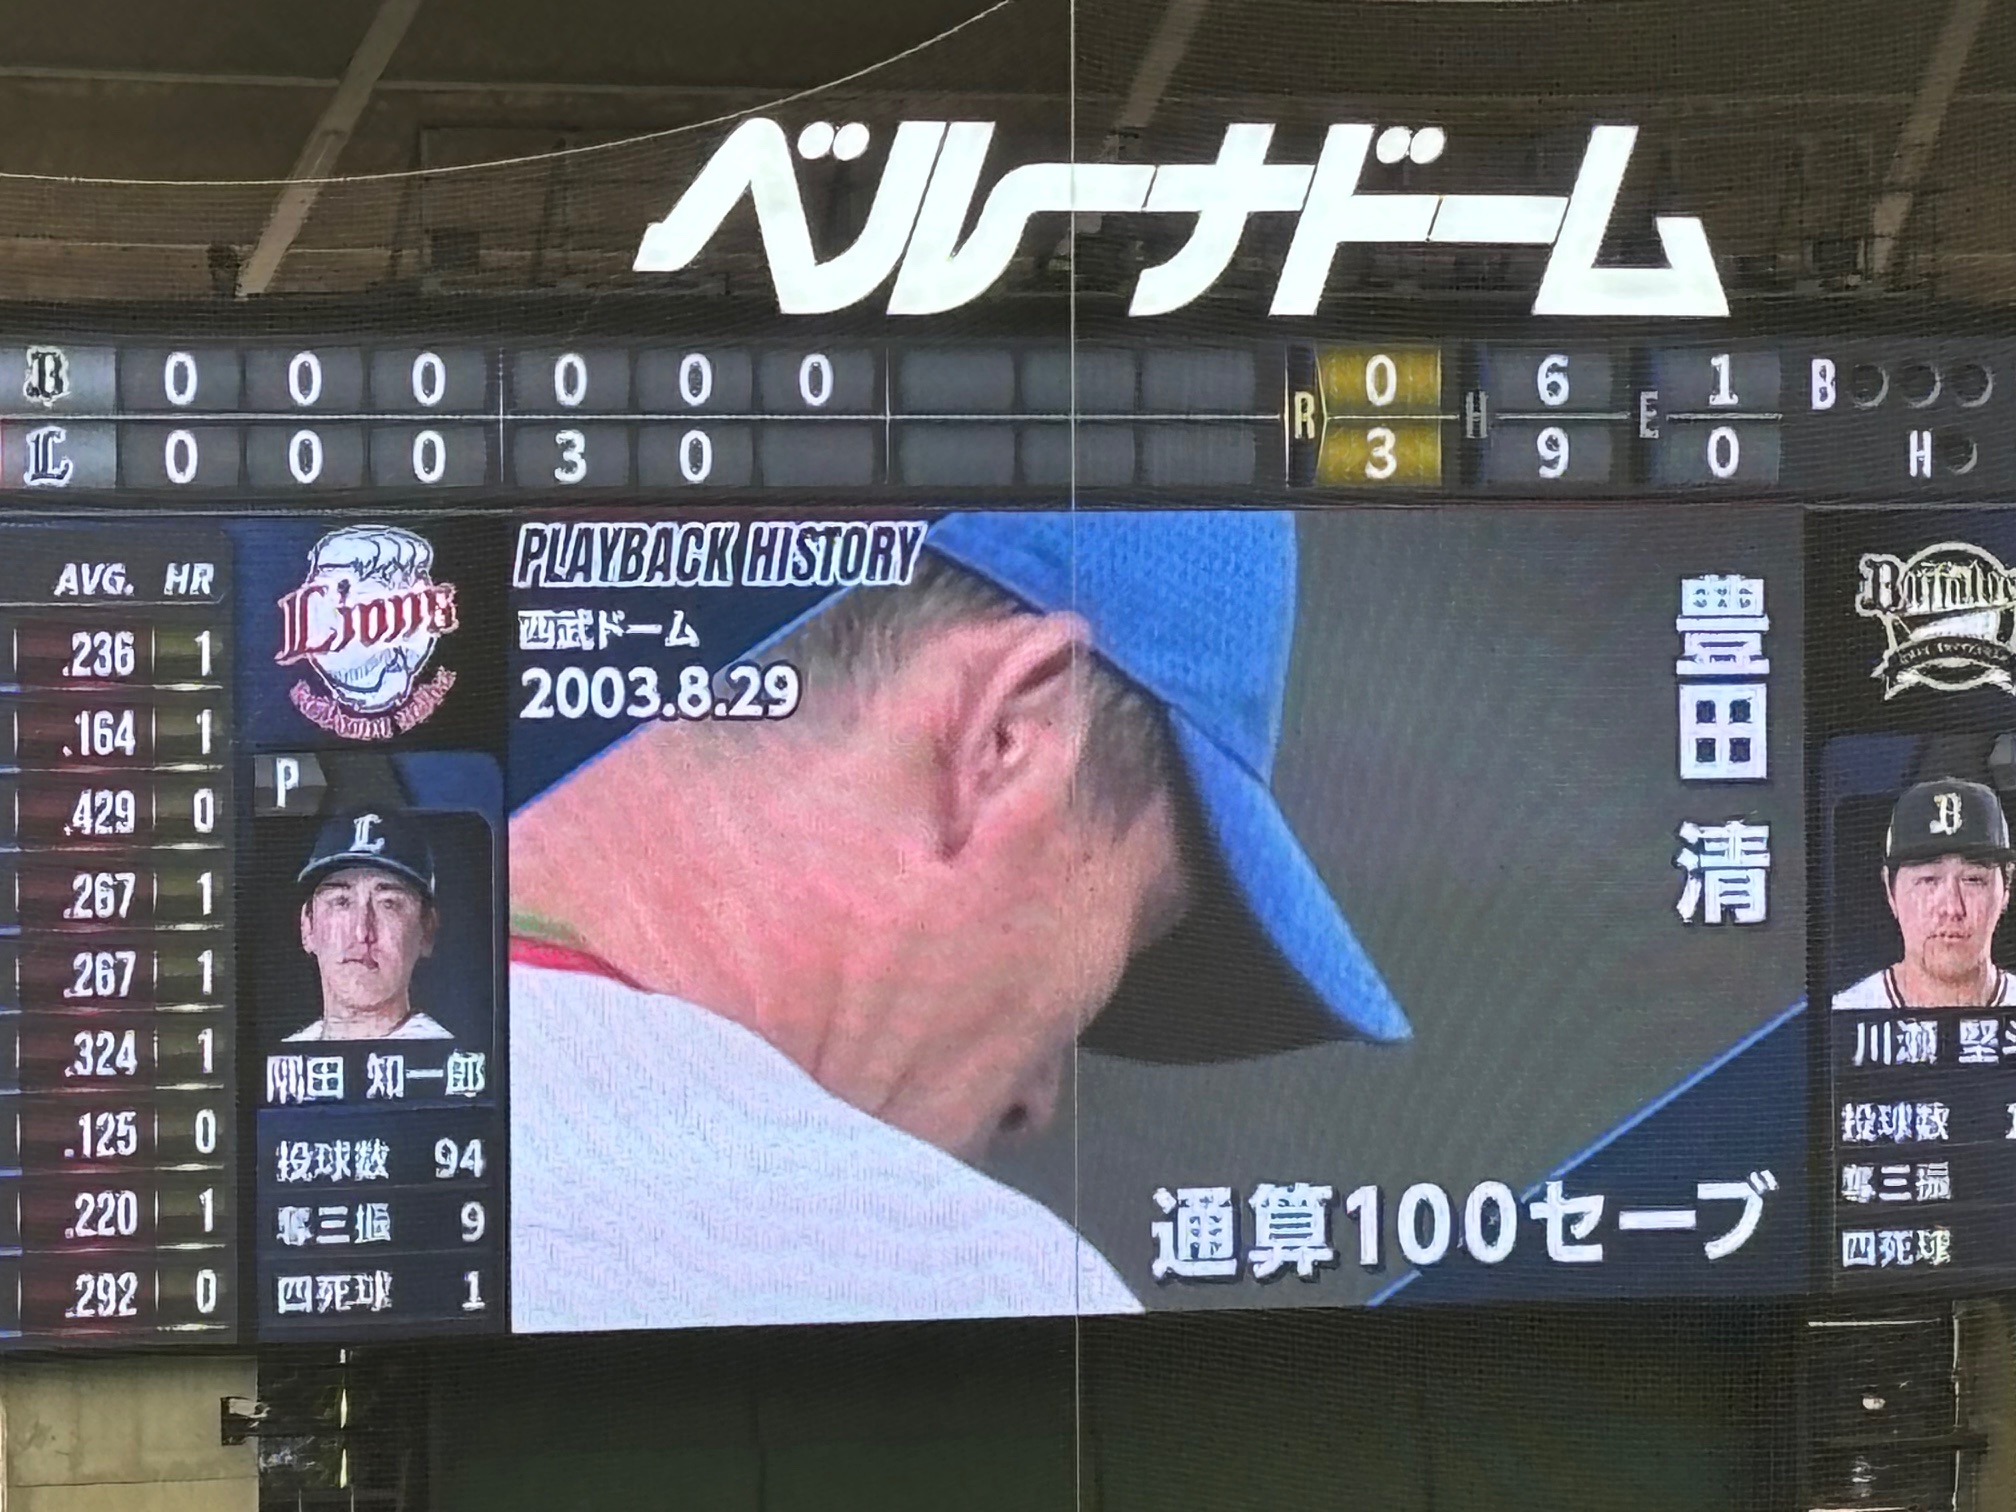 ベルーナドーム
B 0 0 0 0 0 0 R 0 H 6 E 1 B
L 0 0 0 3 0 3 9 0 H
AVG. HR
.236 1
.164 1
.429 0
.267 1
.267 1
.324 1
.125 0
.220 1
.292 0
Lions
P
L
隅田 知一郎
投球数 94
奪三振 9
四死球 1
PLAYBACK HISTORY
西武ドーム
2003.8.29
豊田 清
通算100セーブ
Buffaloes
B
川瀬 堅斗
投球数
奪三振
四死球